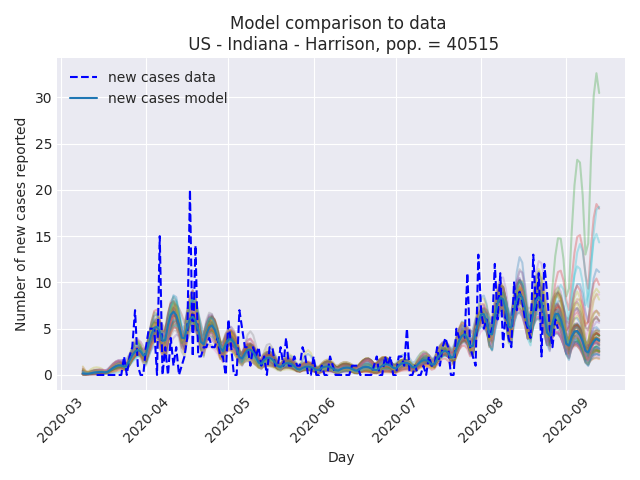 Model comparison to data
US - Indiana - Harrison, pop. = 40515
new cases data
new cases model
Number of new cases reported
30
25
20
15
10
5
0
2020-03
2020-04
2020-05
2020-06
2020-07
2020-08
2020-09
Day